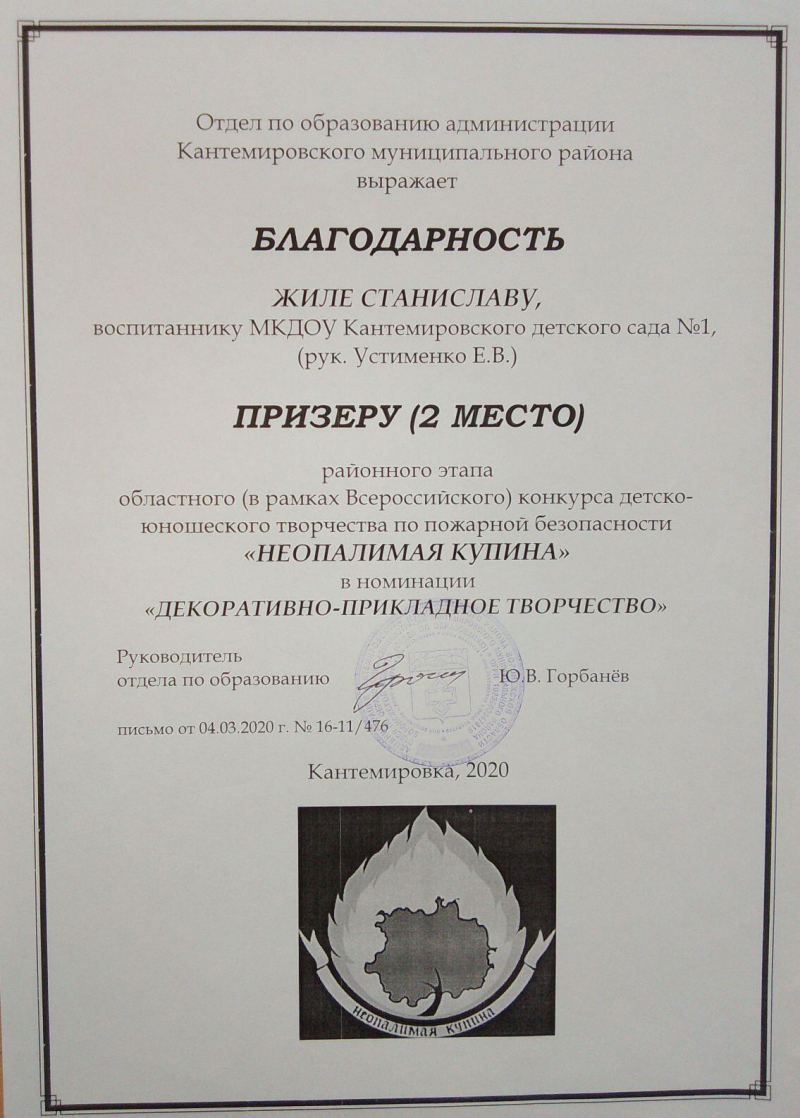 Отдел по образованию администрации
Кантемировского муниципального района
выражает
БЛАГОДАРНОСТЬ
ЖИЛЕ СТАНИСЛАВУ,
воспитаннику МКДОУ Кантемировского детского сада №1,
(рук. Устименко Е.В.)
ПРИЗЕРУ (2 МЕСТО)
районного этапа
областного (в рамках Всероссийского) конкурса детско-
юношеского творчества по пожарной безопасности
«НЕОПАЛИМАЯ КУПИНА»
в номинации
«ДЕКОРАТИВНО-ПРИКЛАДНОЕ ТВОРЧЕСТВО»
Руководитель
отдела по образованию Ю.В. Горбанёв
письмо от 04.03.2020 г. № 16-11/476
Кантемировка, 2020
неопалимая купина